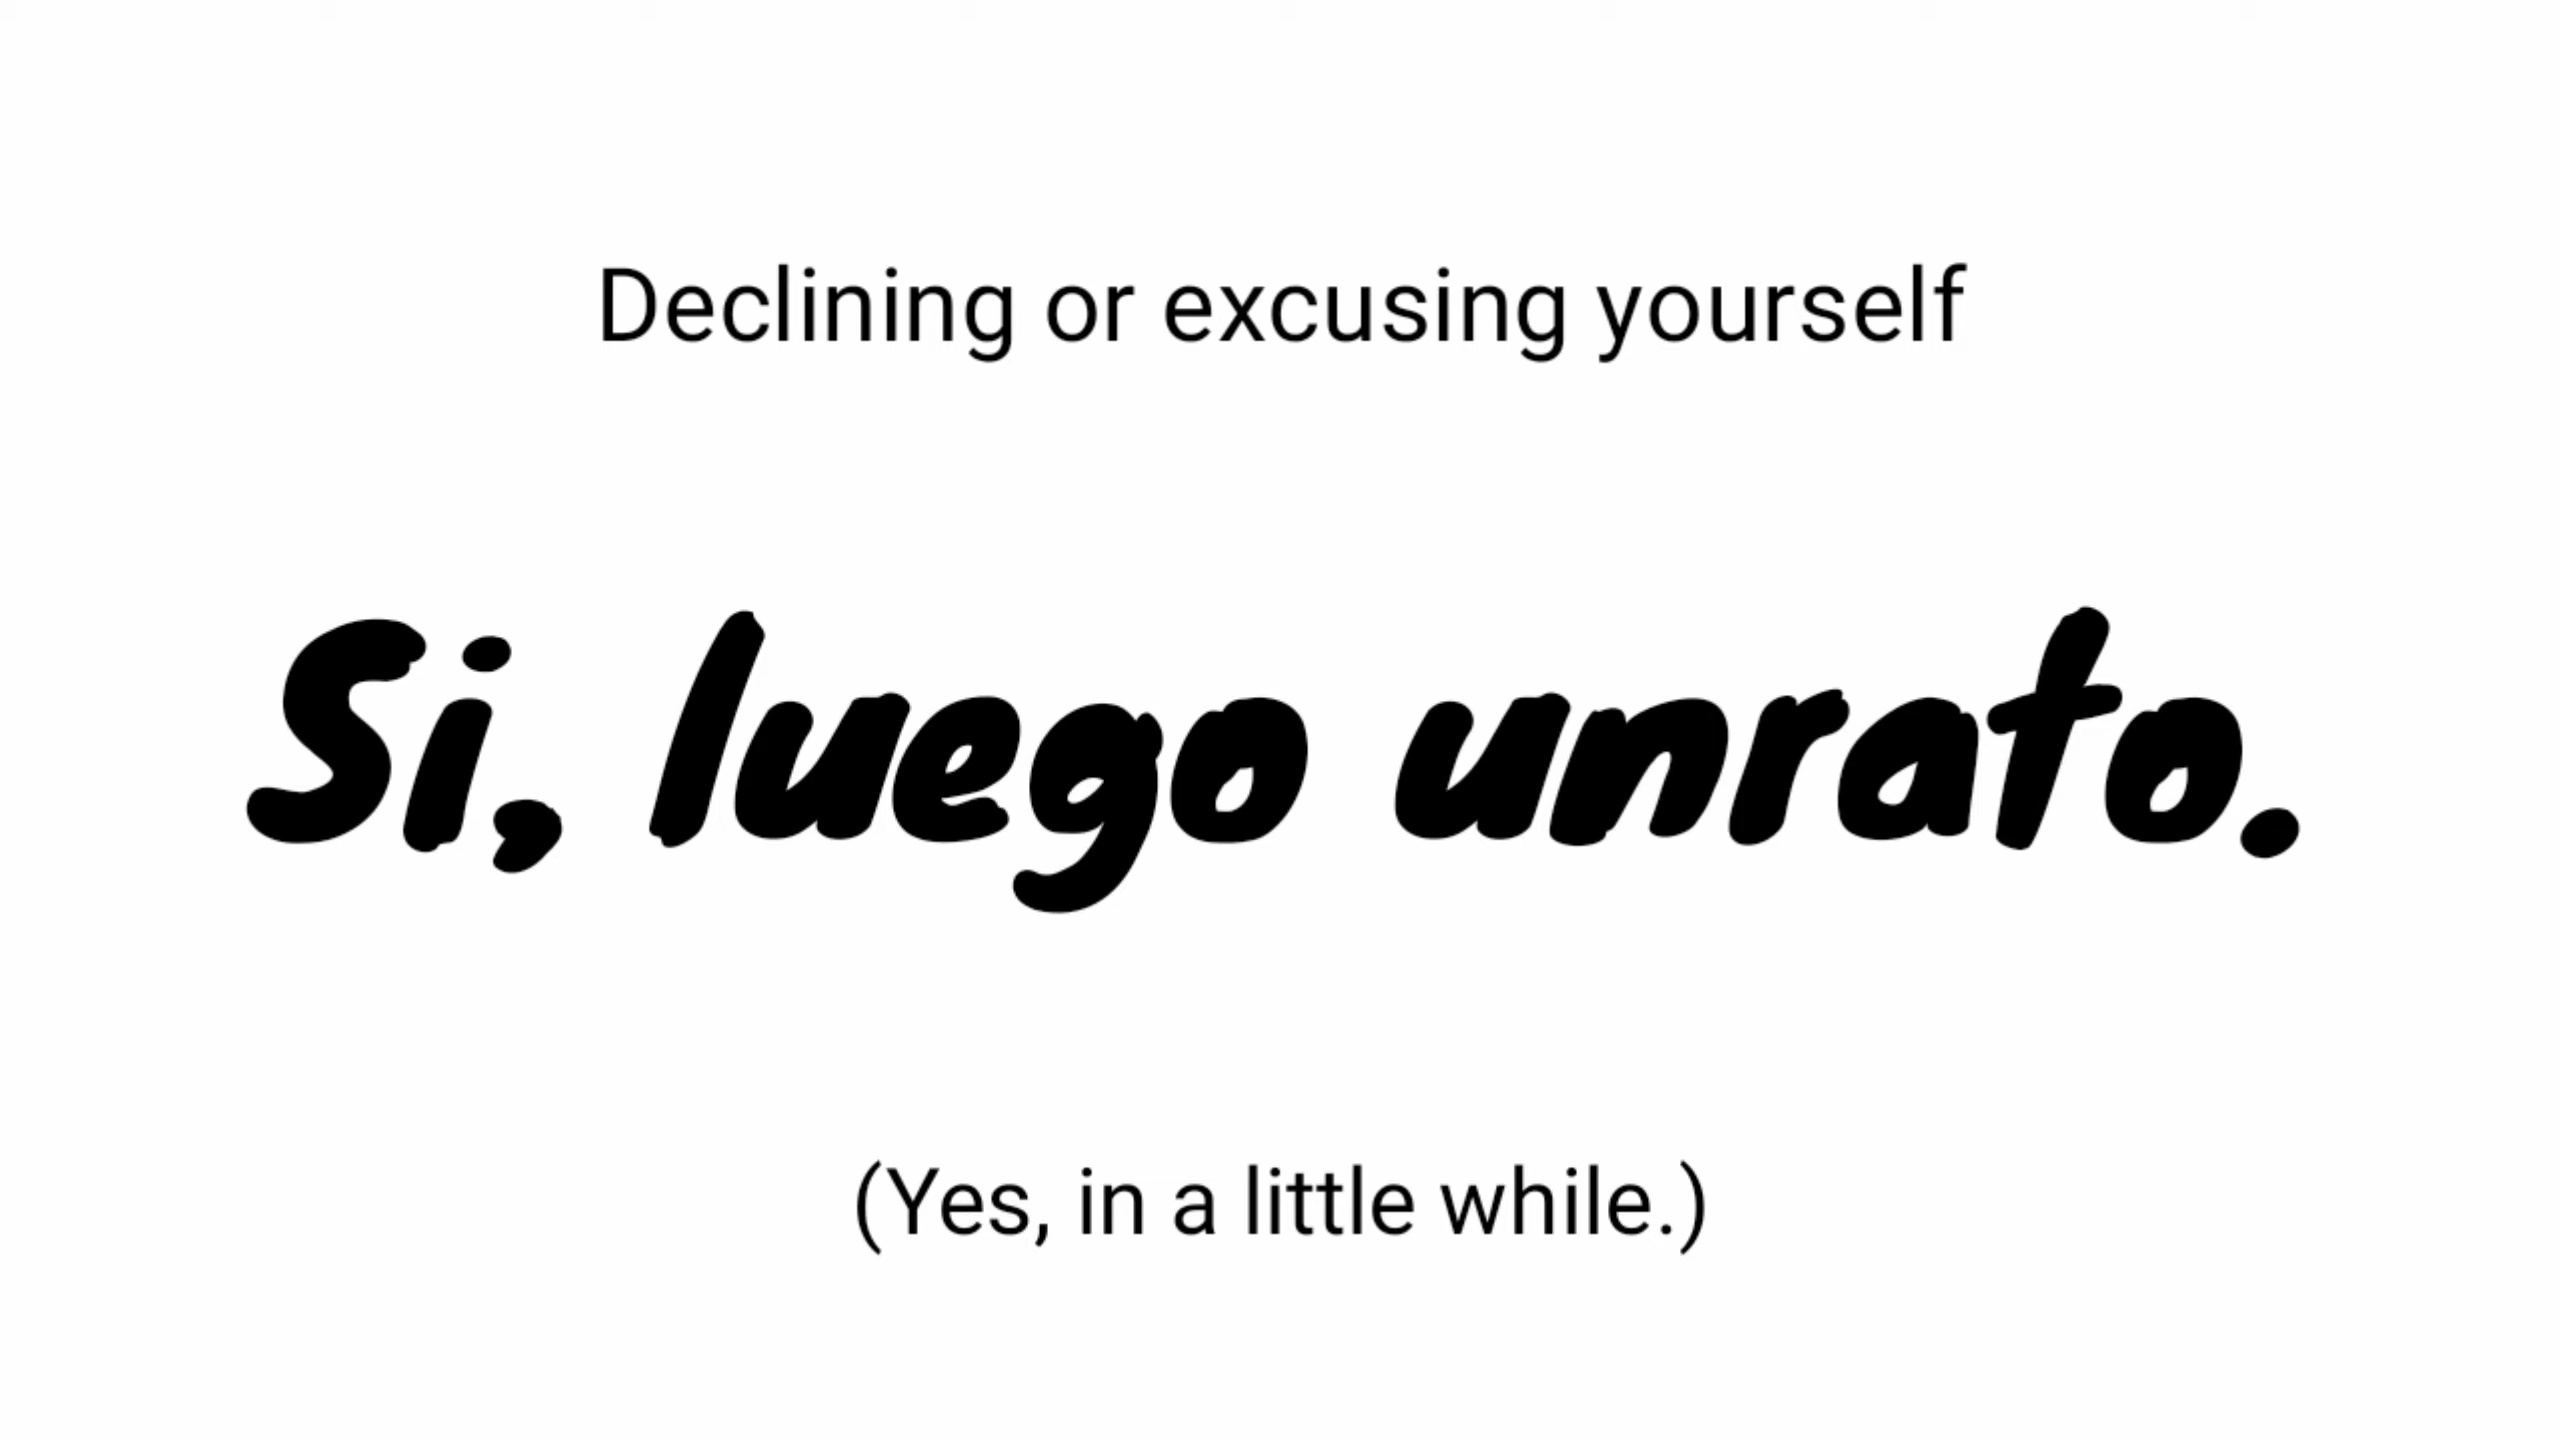 Declining or excusing yourself
Si, luego unrato.
(Yes, in a little while.)